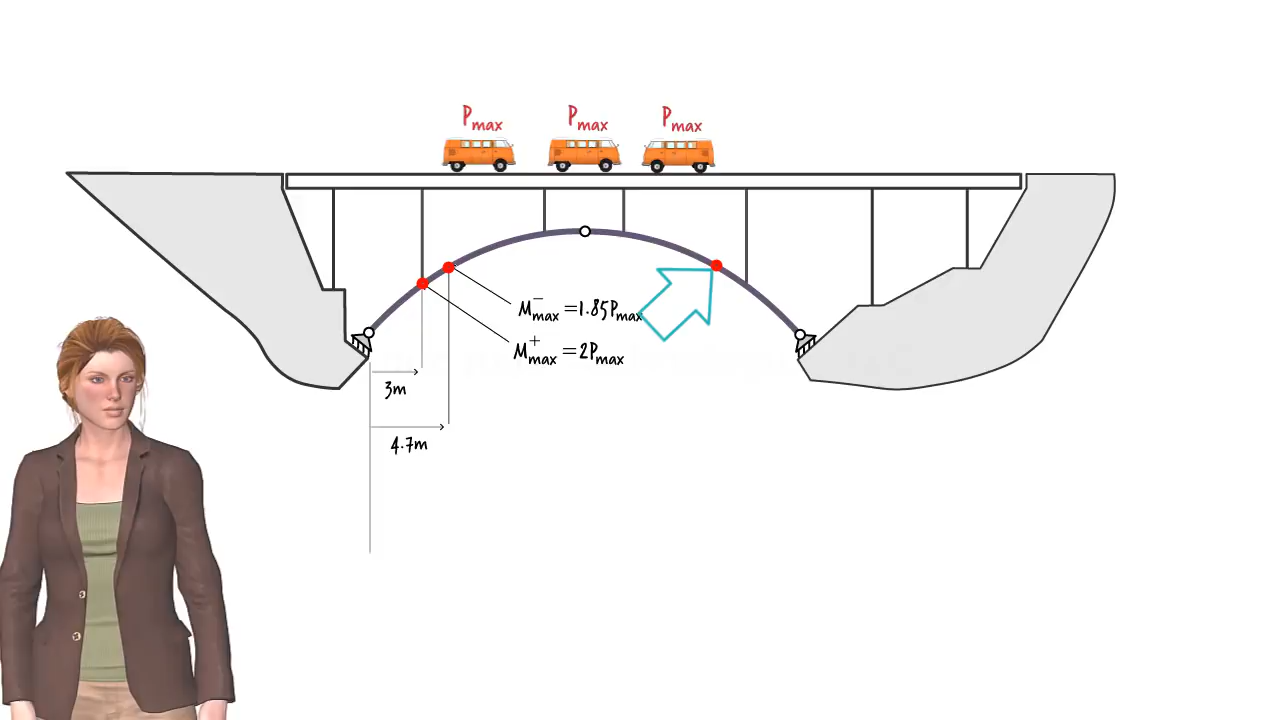 Pmax Pmax Pmax
M⁻max = 1.85Pmax
M⁺max = 2Pmax
3m
4.7m